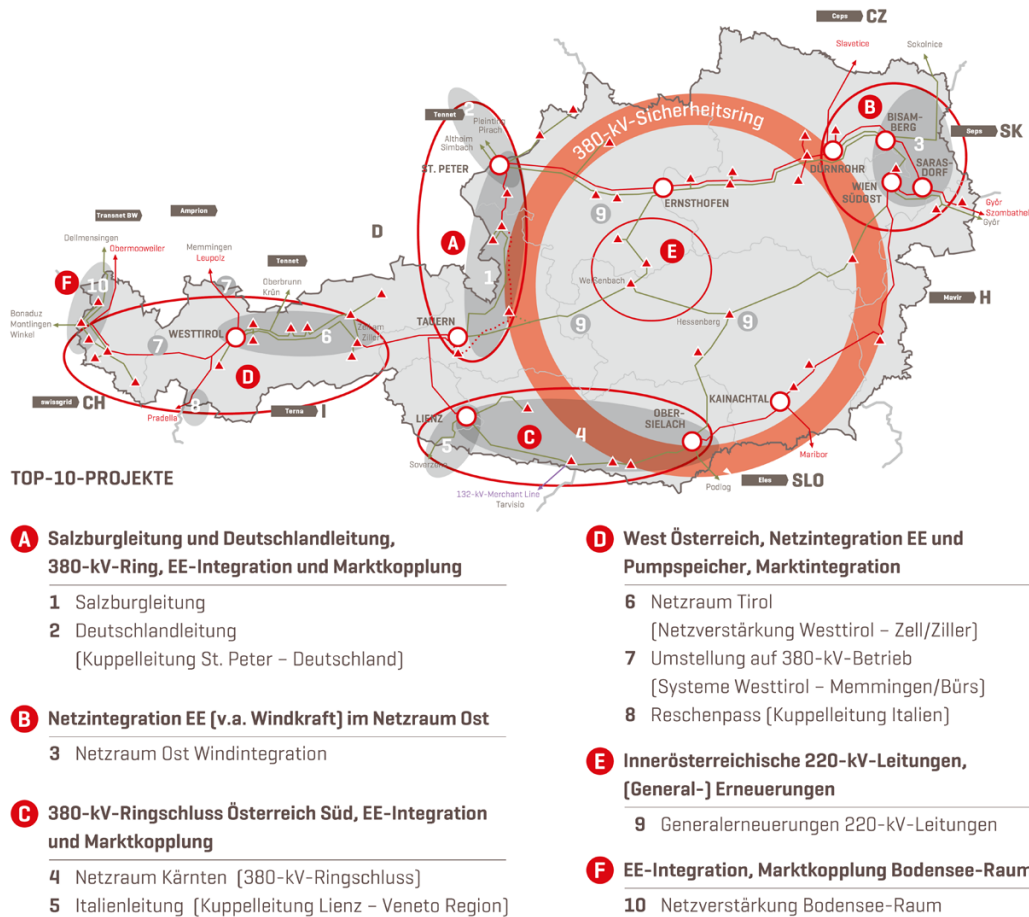 Ceps CZ
Slavetice
Sokolnice
B
BISAM-
BERG
3
Seps SK
SARAS-
DORF
DÜRNROHR
WIEN
SÜDOST
Győr
Szombathely
Győr
380-kV-Sicherheitsring
2
Tennet
Pleinting
Pirach
Altheim
Simbach
ST. PETER
9
ERNSTHOFEN
A
1
E
Weißenbach
9
Hessenberg
9
Mavir H
TAUERN
D
Transnet BW
Amprion
Dellmensingen
Obermooweiler
Memmingen
Leupolz
Tennet
F
10
7
Oberbrunn
Krün
Bonaduz
Montlingen
Winkel
WESTTIROL
6
Zell am
Ziller
7
D
swissgrid CH
8
Pradella
Terna I
LIENZ
C
4
5
Soverzene
OBER-
SIELACH
KAINACHTAL
Maribor
132-kV-Merchant Line
Tarvisio
Podlog
Eles SLO
TOP-10-PROJEKTE
A Salzburgleitung und Deutschlandleitung,
380-kV-Ring, EE-Integration und Marktkopplung
1 Salzburgleitung
2 Deutschlandleitung
(Kuppelleitung St. Peter – Deutschland)
B Netzintegration EE (v.a. Windkraft) im Netzraum Ost
3 Netzraum Ost Windintegration
C 380-kV-Ringschluss Österreich Süd, EE-Integration
und Marktkopplung
4 Netzraum Kärnten (380-kV-Ringschluss)
5 Italienleitung (Kuppelleitung Lienz – Veneto Region)
D West Österreich, Netzintegration EE und
Pumpspeicher, Marktintegration
6 Netzraum Tirol
(Netzverstärkung Westtirol – Zell/Ziller)
7 Umstellung auf 380-kV-Betrieb
(Systeme Westtirol – Memmingen/Bürs)
8 Reschenpass (Kuppelleitung Italien)
E Innerösterreichische 220-kV-Leitungen,
(General-) Erneuerungen
9 Generalerneuerungen 220-kV-Leitungen
F EE-Integration, Marktkopplung Bodensee-Raum
10 Netzverstärkung Bodensee-Raum